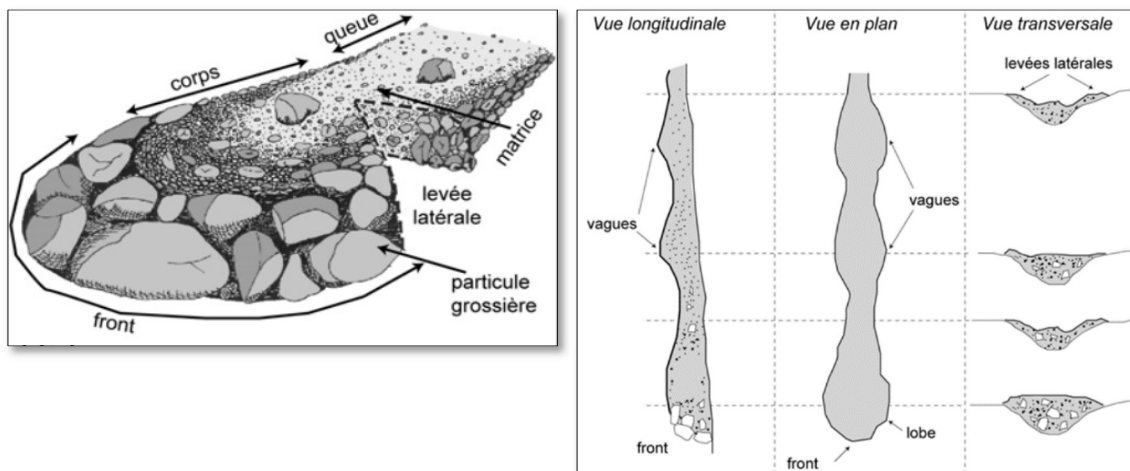 queue
corps
matrice
levée
latérale
particule
grossière
front
Vue longitudinale
Vue en plan
Vue transversale
levées latérales
vagues
vagues
lobe
front
front